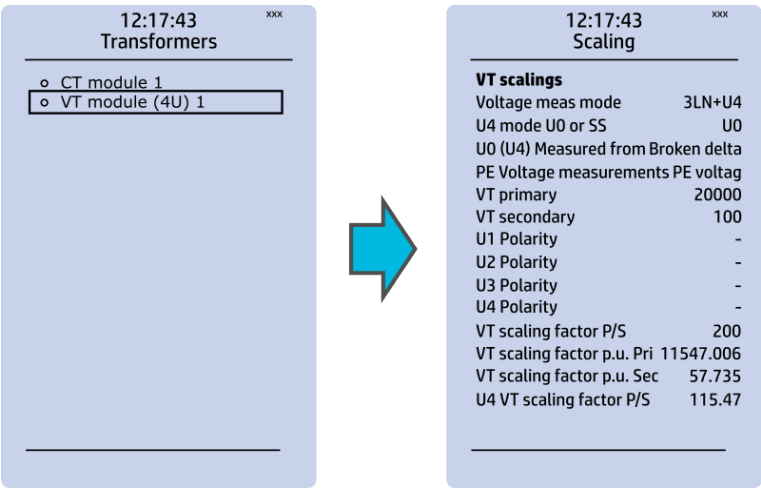 12:17:43 xxx
Transformers
CT module 1
VT module (4U) 1
12:17:43 xxx
Scaling
VT scalings
Voltage meas mode 3LN+U4
U4 mode U0 or SS U0
U0 (U4) Measured from Broken delta
PE Voltage measurements PE voltag
VT primary 20000
VT secondary 100
U1 Polarity -
U2 Polarity -
U3 Polarity -
U4 Polarity -
VT scaling factor P/S 200
VT scaling factor p.u. Pri 11547.006
VT scaling factor p.u. Sec 57.735
U4 VT scaling factor P/S 115.47